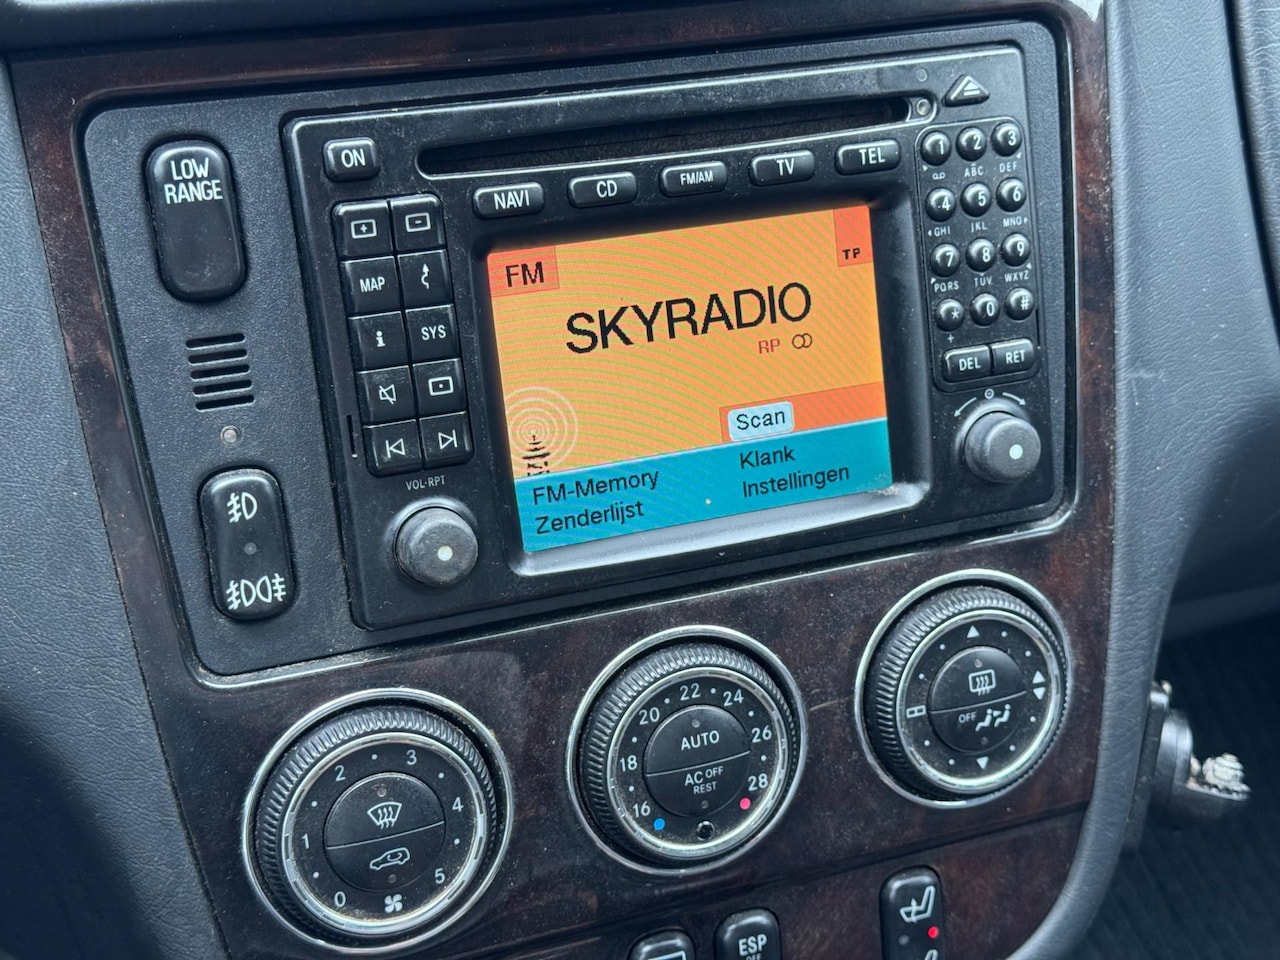 LOW
RANGE
ON
NAVI
CD
FM/AM
TV
TEL
1
2
3
ABC
DEF
4
5
6
GHI
JKL
MNO
7
8
9
PQRS
TUV
WXYZ
*
0
#
+
DEL
RET
MAP
i
SYS
VOL·RPT
FM
TP
SKYRADIO
RP
Scan
FM-Memory
Klank
Zenderlijst
Instellingen
0
1
2
3
4
5
16
18
20
22
24
26
28
AUTO
AC OFF
REST
OFF
ESP
OFF